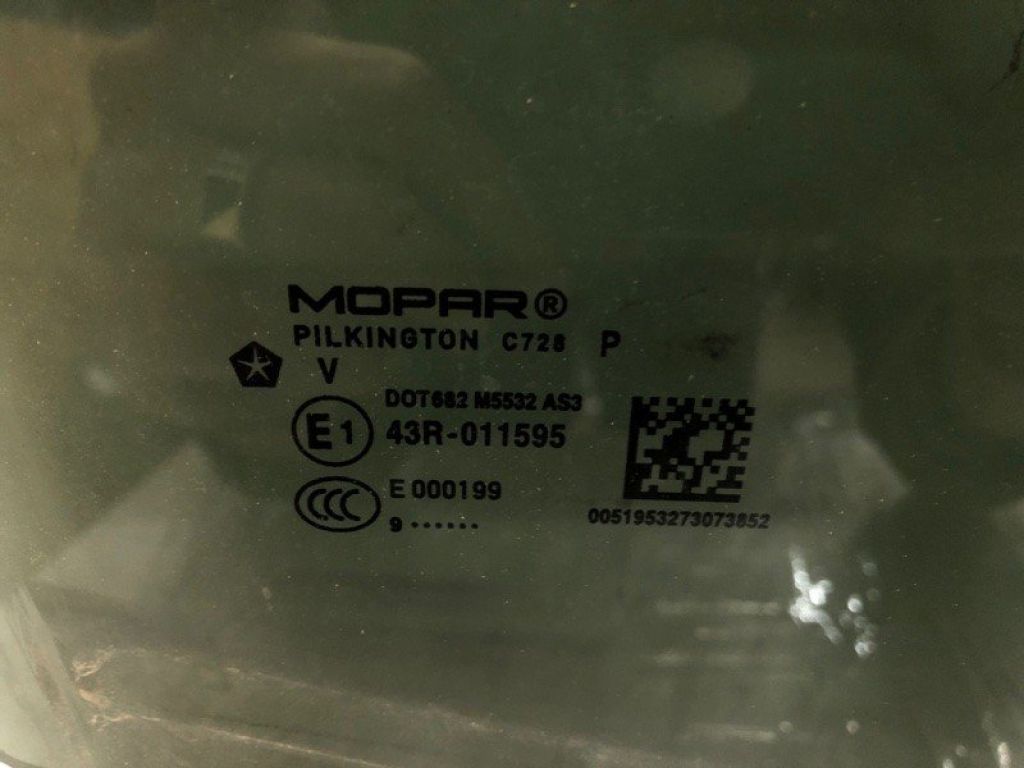 MOPAR®
PILKINGTON C728 P
V
DOT682 M5532 AS3
E1 43R-011595
CCC E 000199
9 ••••••
0051953273073852